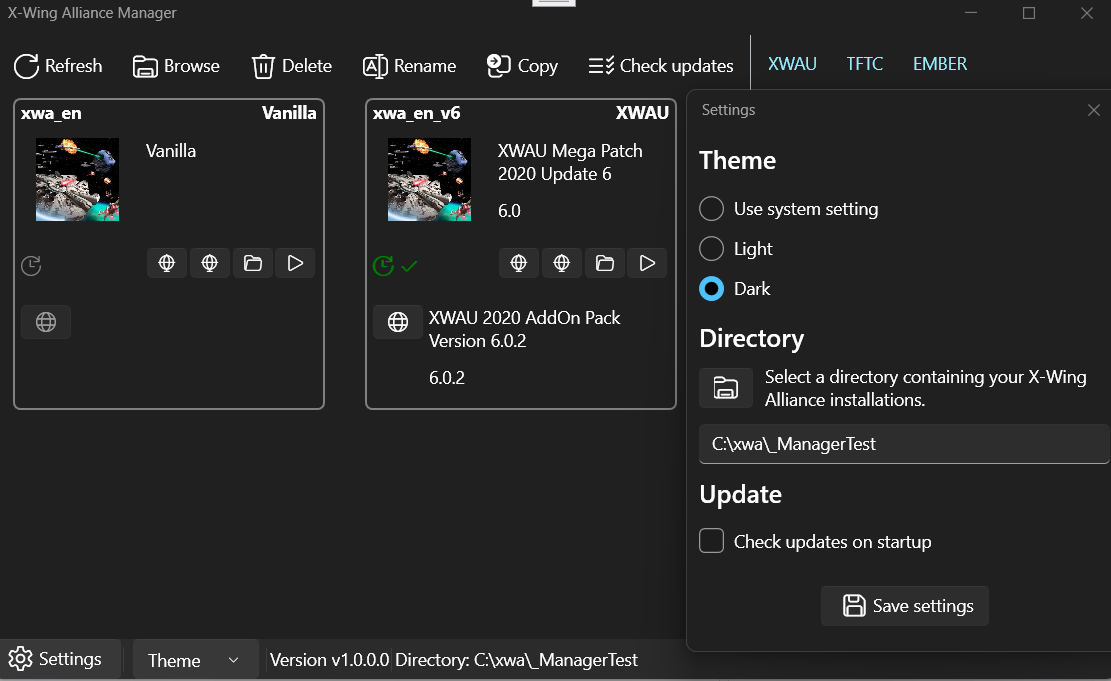 X-Wing Alliance Manager
Refresh Browse Delete Rename Copy Check updates XWAU TFTC EMBER
xwa_en Vanilla
Vanilla
xwa_en_v6 XWAU
XWAU Mega Patch
2020 Update 6
6.0
XWAU 2020 AddOn Pack
Version 6.0.2
6.0.2
Settings
Theme
Use system setting
Light
Dark
Directory
Select a directory containing your X-Wing
Alliance installations.
C:\xwa\_ManagerTest
Update
Check updates on startup
Save settings
Settings Theme Version v1.0.0.0 Directory: C:\xwa\_ManagerTest